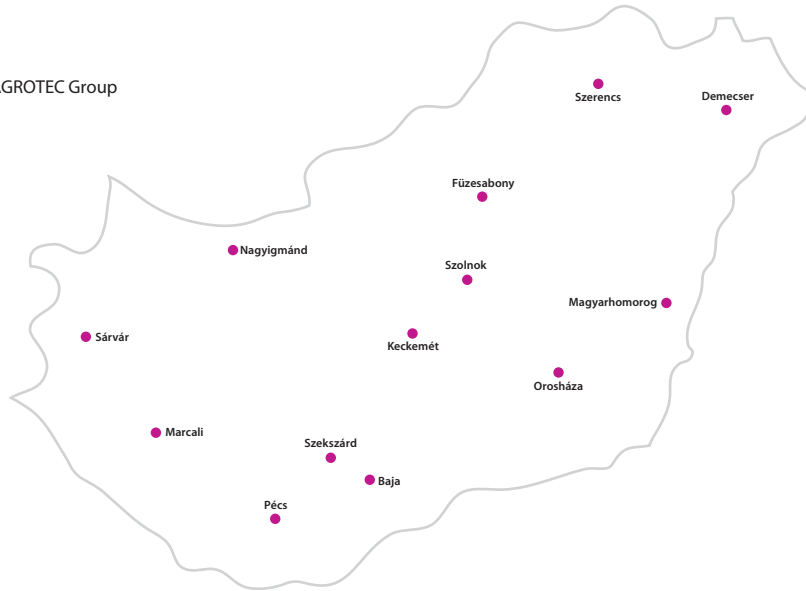 AGROTEC Group
Szerencs
Demecser
Füzesabony
Nagyigmánd
Szolnok
Magyarhomorog
Sárvár
Keckemét
Orosháza
Marcali
Szekszárd
Baja
Pécs